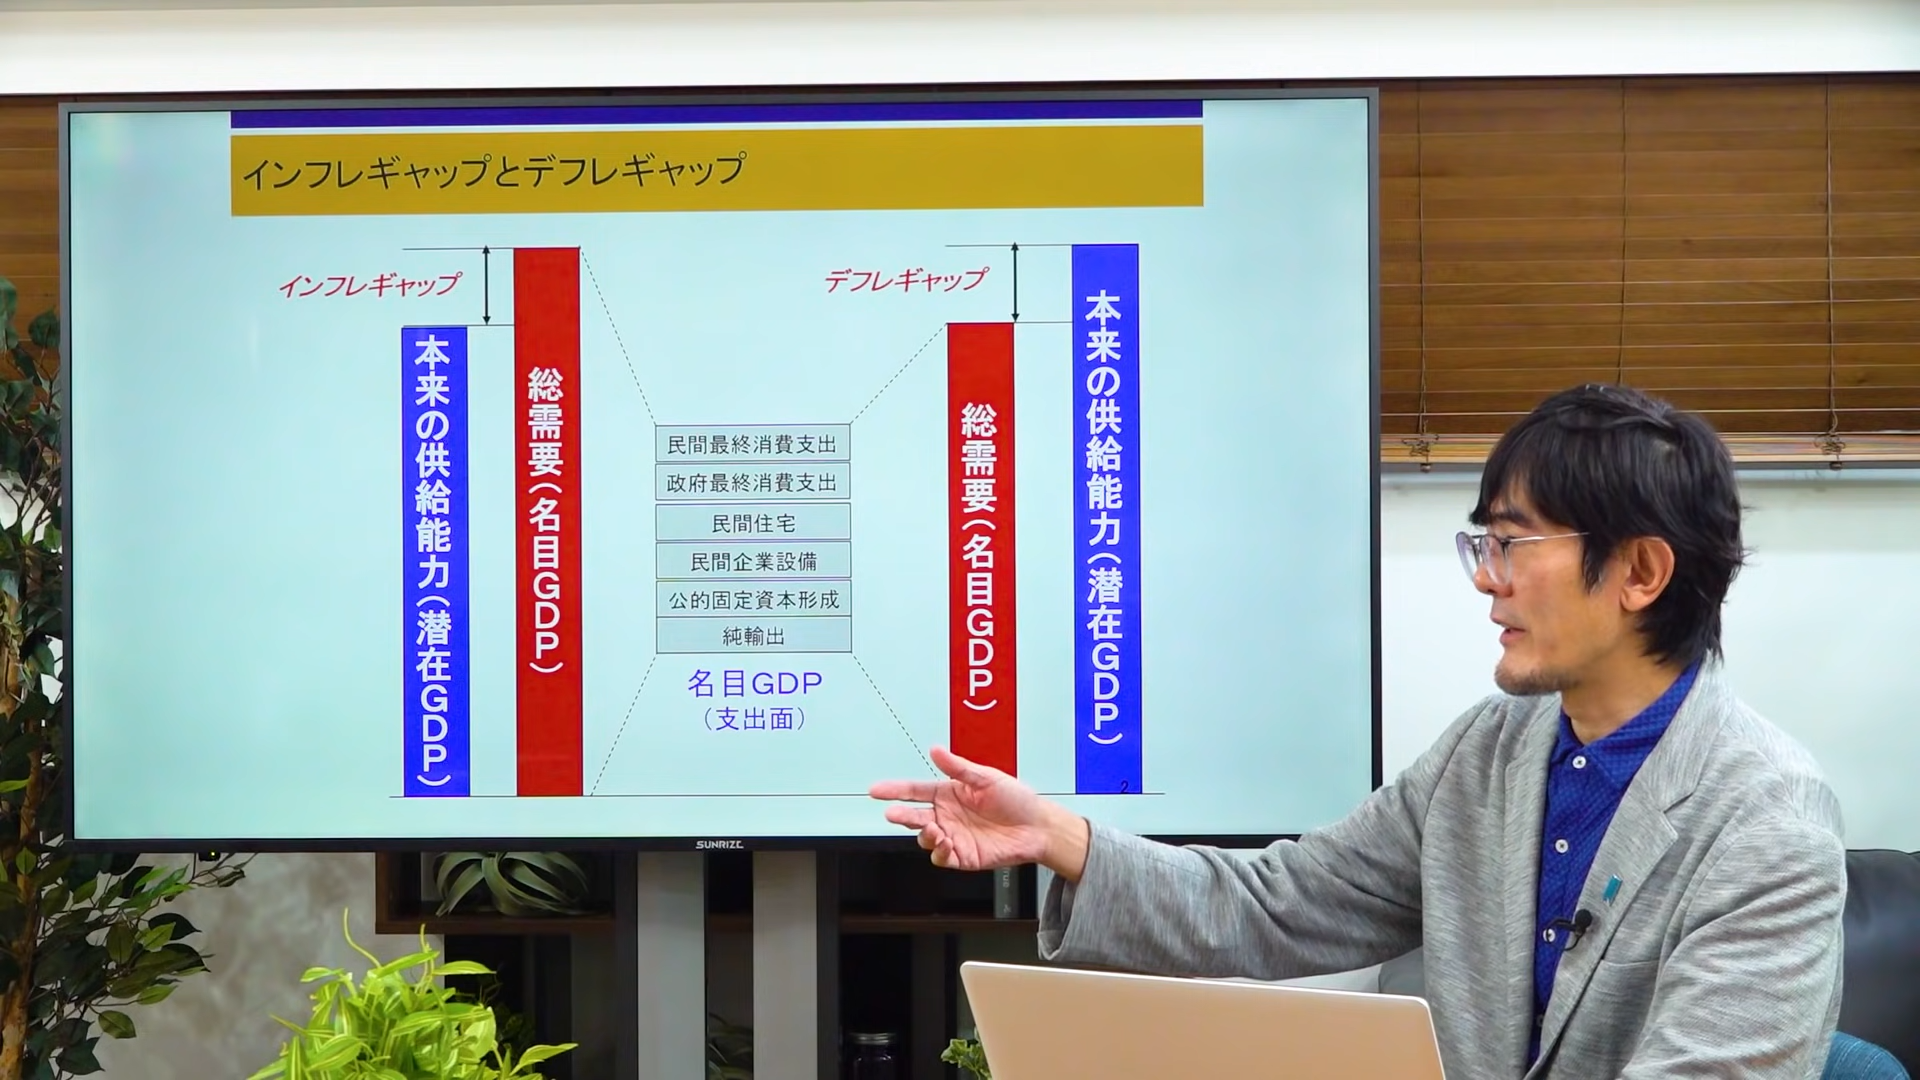 インフレギャップとデフレギャップ
インフレギャップ
デフレギャップ
本来の供給能力(潜在GDP)
総需要(名目GDP)
民間最終消費支出
政府最終消費支出
民間住宅
民間企業設備
公的固定資本形成
純輸出
名目GDP
(支出面)
総需要(名目GDP)
本来の供給能力(潜在GDP)
2
SUNRIZE